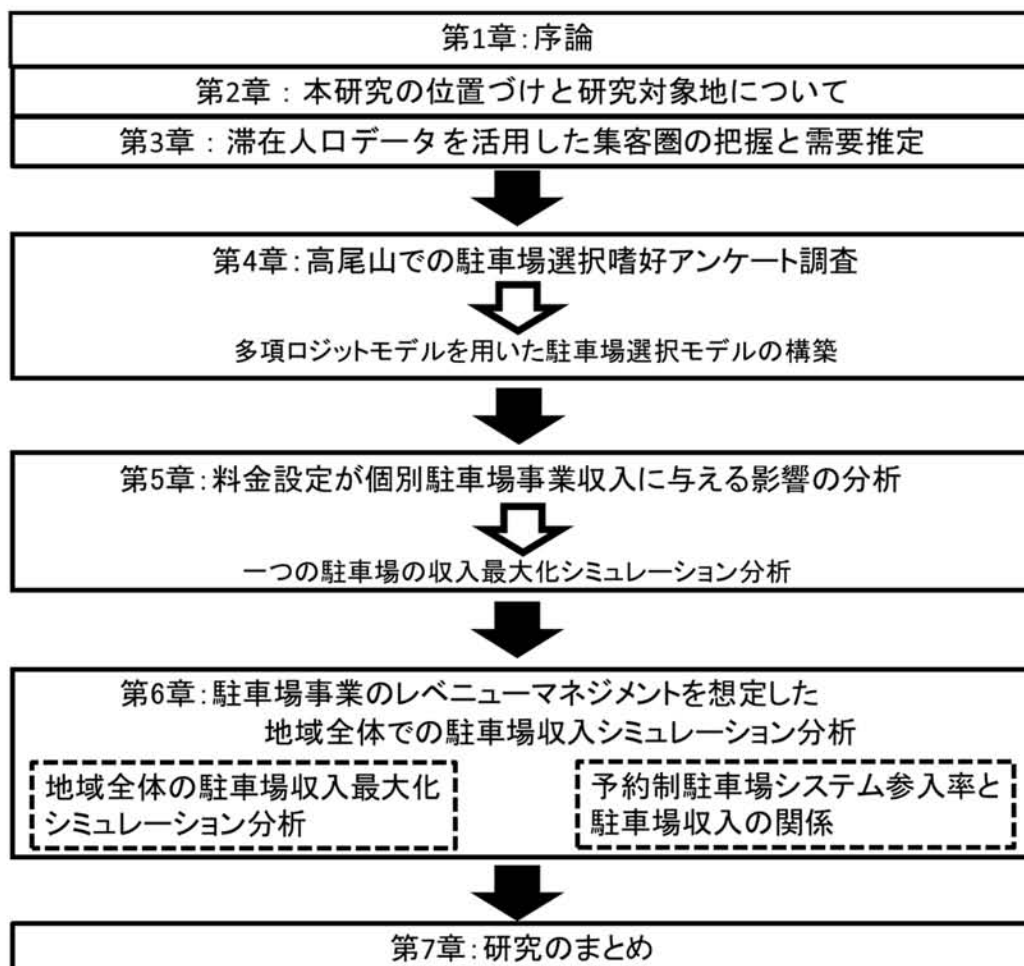 第1章：序論
第2章：本研究の位置づけと研究対象地について
第3章：滞在人口データを活用した集客圏の把握と需要推定
第4章：高尾山での駐車場選択嗜好アンケート調査
多項ロジットモデルを用いた駐車場選択モデルの構築
第5章：料金設定が個別駐車場事業収入に与える影響の分析
一つの駐車場の収入最大化シミュレーション分析
第6章：駐車場事業のレベニューマネジメントを想定した
地域全体での駐車場収入シミュレーション分析
地域全体の駐車場収入最大化
シミュレーション分析
予約制駐車場システム参入率と
駐車場収入の関係
第7章：研究のまとめ